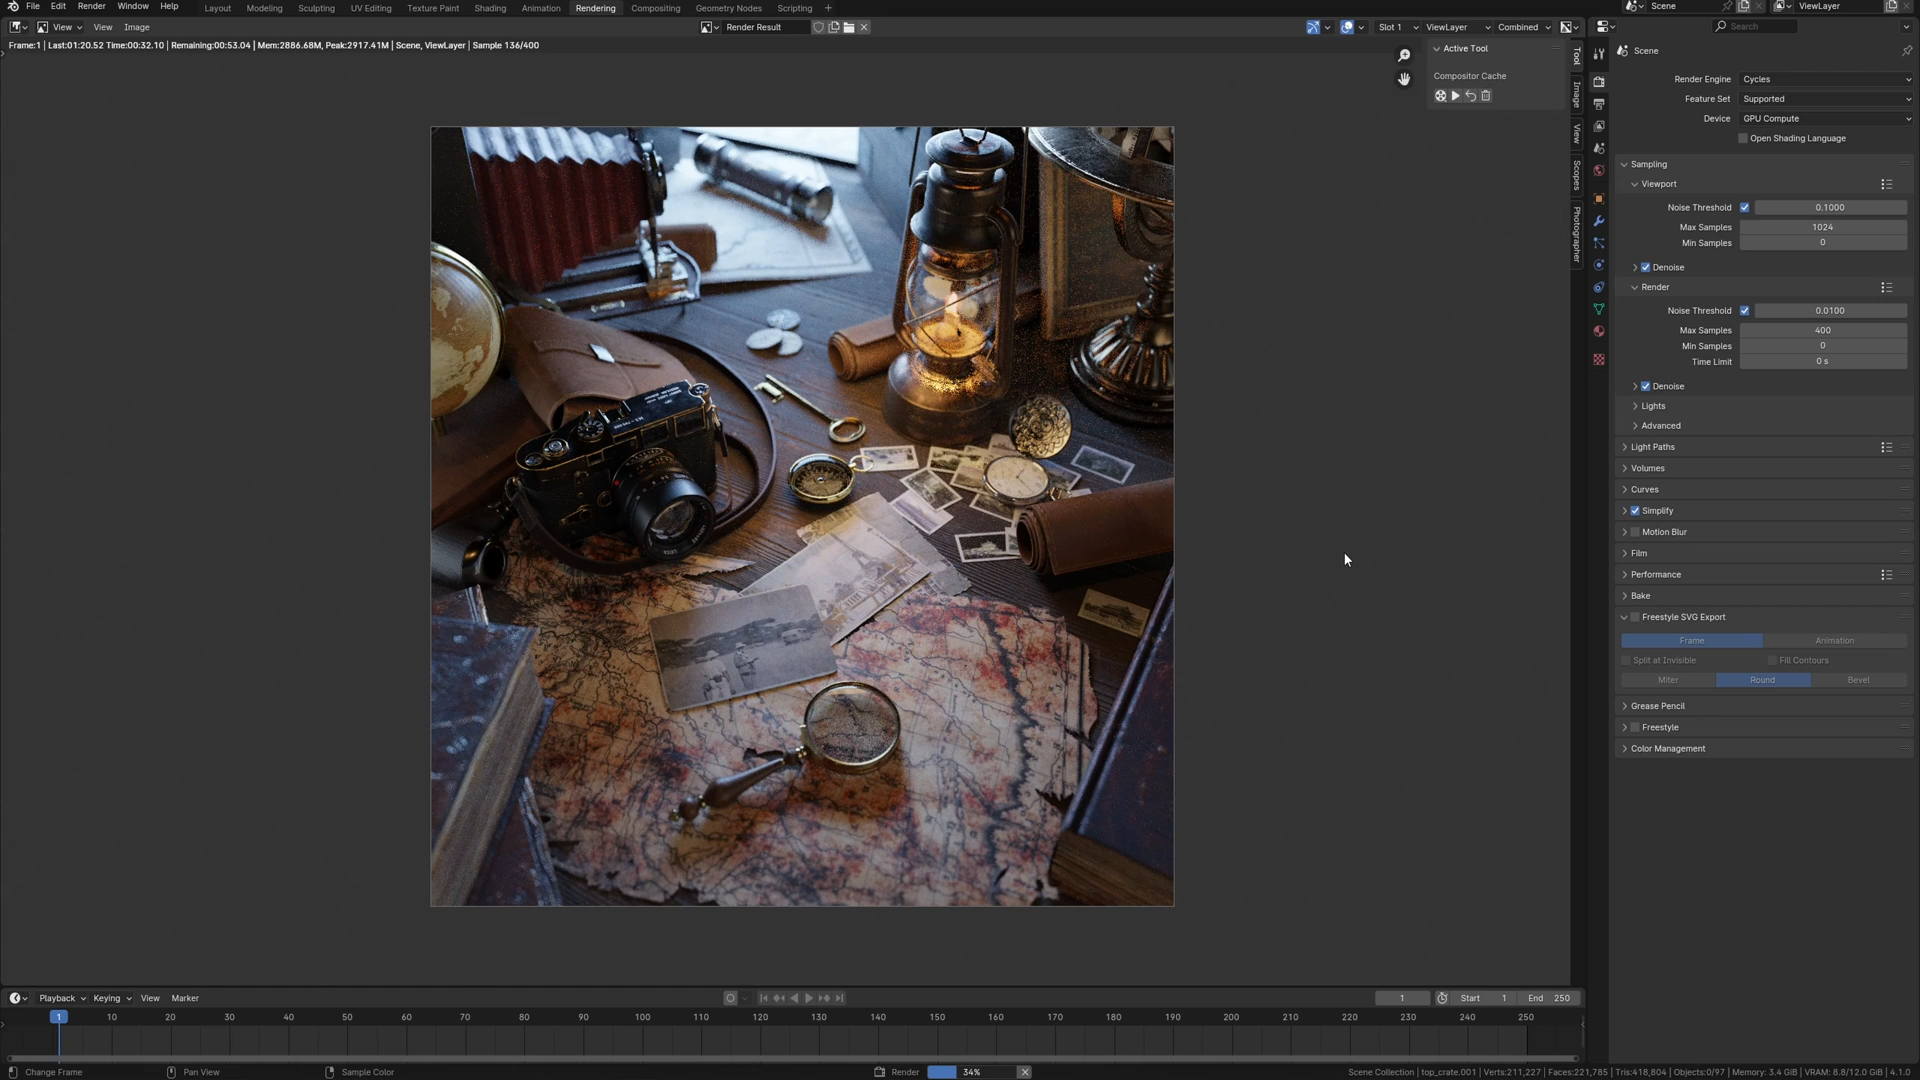 File Edit Render Window Help Layout Modeling Sculpting UV Editing Texture Paint Shading Animation Rendering Compositing Geometry Nodes Scripting + Scene ViewLayer
View View Image Render Result Slot 1 ViewLayer Combined Search
Frame:1 | Last:01:20.52 Time:00:32.10 | Remaining:00:53.04 | Mem:2886.68M, Peak:2917.41M | Scene, ViewLayer | Sample 136/400
Active Tool
Compositor Cache
Tool
Image
View
Scopes
Photographer
Scene
Render Engine Cycles
Feature Set Supported
Device GPU Compute
Open Shading Language
Sampling
Viewport
Noise Threshold 0.1000
Max Samples 1024
Min Samples 0
Denoise
Render
Noise Threshold 0.0100
Max Samples 400
Min Samples 0
Time Limit 0 s
Denoise
Lights
Advanced
Light Paths
Volumes
Curves
Simplify
Motion Blur
Film
Performance
Bake
Freestyle SVG Export
Frame Animation
Split at Invisible Fill Contours
Miter Round Bevel
Grease Pencil
Freestyle
Color Management
Playback Keying View Marker 1 Start 1 End 250
1 10 20 30 40 50 60 70 80 90 100 110 120 130 140 150 160 170 180 190 200 210 220 230 240 250
Change Frame Pan View Sample Color Render 34% Scene Collection | top_crate.001 | Verts:211,227 | Faces:221,785 | Tris:418,804 | Objects:0/97 | Memory: 3.4 GiB | VRAM: 8.8/12.0 GiB | 4.1.0